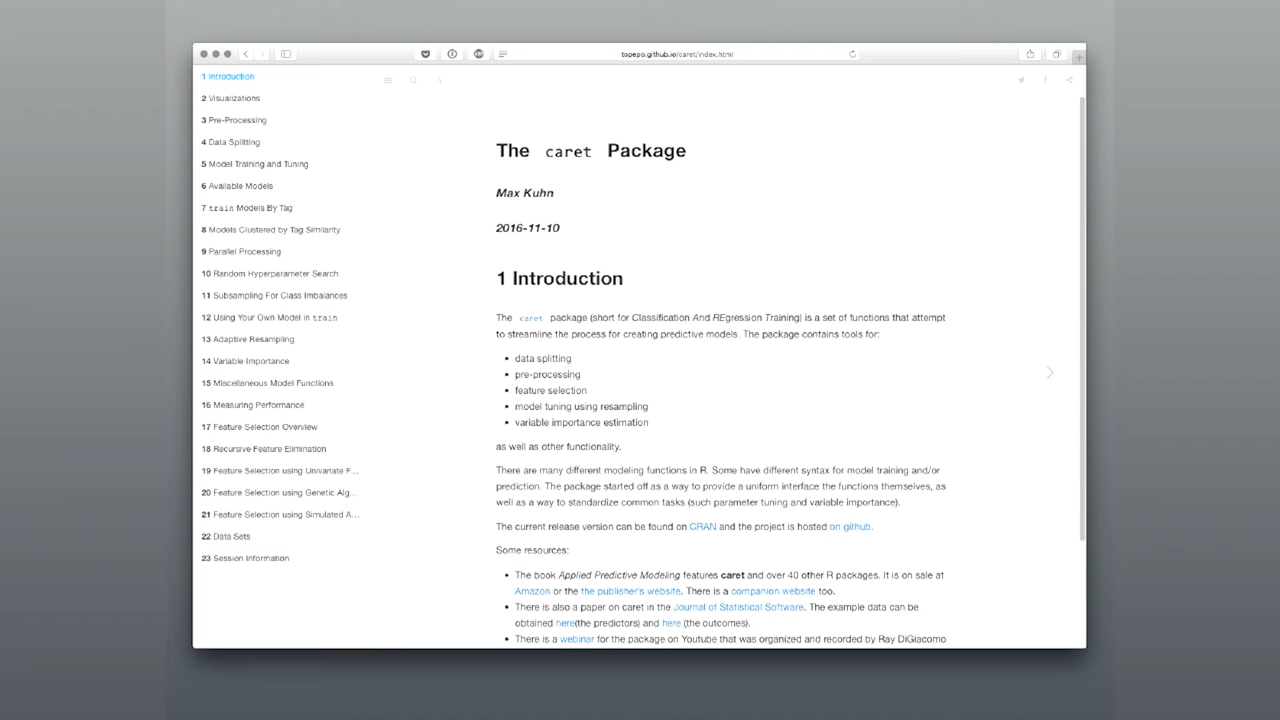 topepo.github.io/caret/index.html
1 Introduction
2 Visualizations
3 Pre-Processing
4 Data Splitting
5 Model Training and Tuning
6 Available Models
7 train Models By Tag
8 Models Clustered by Tag Similarity
9 Parallel Processing
10 Random Hyperparameter Search
11 Subsampling For Class Imbalances
12 Using Your Own Model in train
13 Adaptive Resampling
14 Variable Importance
15 Miscellaneous Model Functions
16 Measuring Performance
17 Feature Selection Overview
18 Recursive Feature Elimination
19 Feature Selection using Univariate F...
20 Feature Selection using Genetic Alg...
21 Feature Selection using Simulated A...
22 Data Sets
23 Session Information
The caret Package
Max Kuhn
2016-11-10
1 Introduction
The caret package (short for Classification And REgression Training) is a set of functions that attempt
to streamline the process for creating predictive models. The package contains tools for:
• data splitting
• pre-processing
• feature selection
• model tuning using resampling
• variable importance estimation
as well as other functionality.
There are many different modeling functions in R. Some have different syntax for model training and/or
prediction. The package started off as a way to provide a uniform interface the functions themselves, as
well as a way to standardize common tasks (such parameter tuning and variable importance).
The current release version can be found on CRAN and the project is hosted on github.
Some resources:
• The book Applied Predictive Modeling features caret and over 40 other R packages. It is on sale at
Amazon or the publisher's website. There is a companion website too.
• There is also a paper on caret in the Journal of Statistical Software. The example data can be
obtained here(the predictors) and here (the outcomes).
• There is a webinar for the package on Youtube that was organized and recorded by Ray DiGiacomo